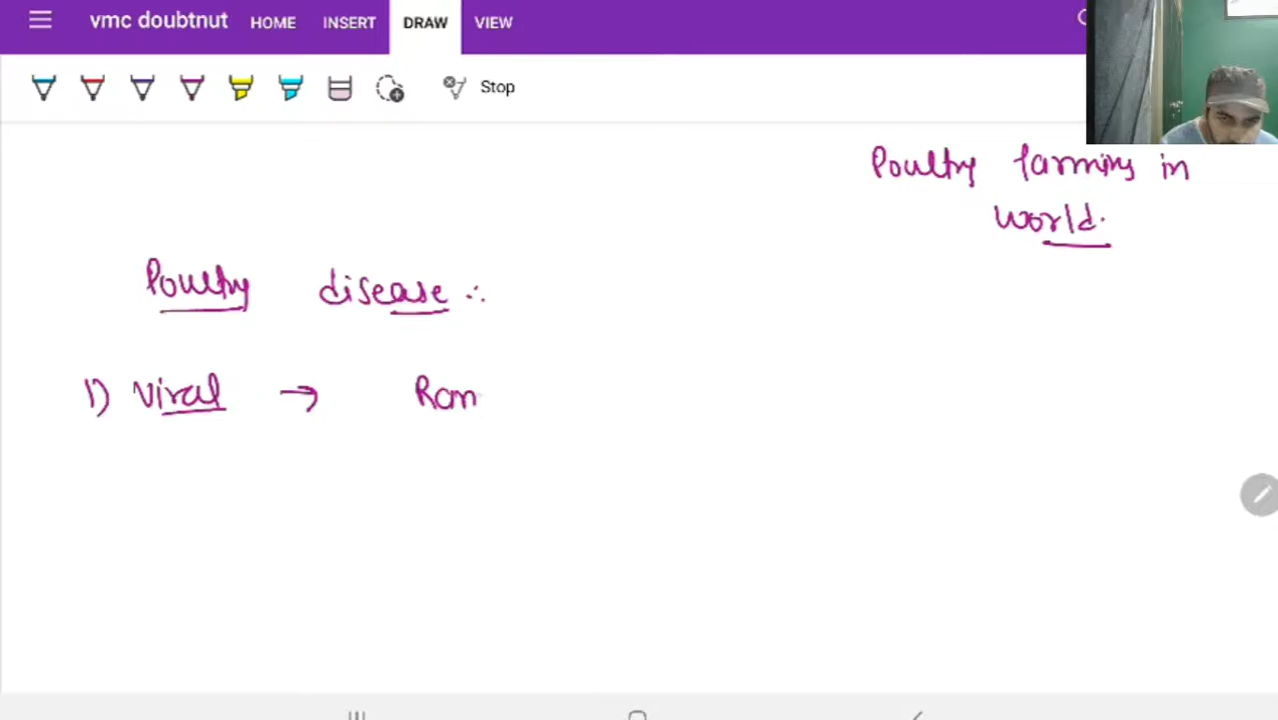 vmc doubtnut HOME INSERT DRAW VIEW
Stop
Poultry farming in
world.
Poultry disease :
1) Viral → Ran